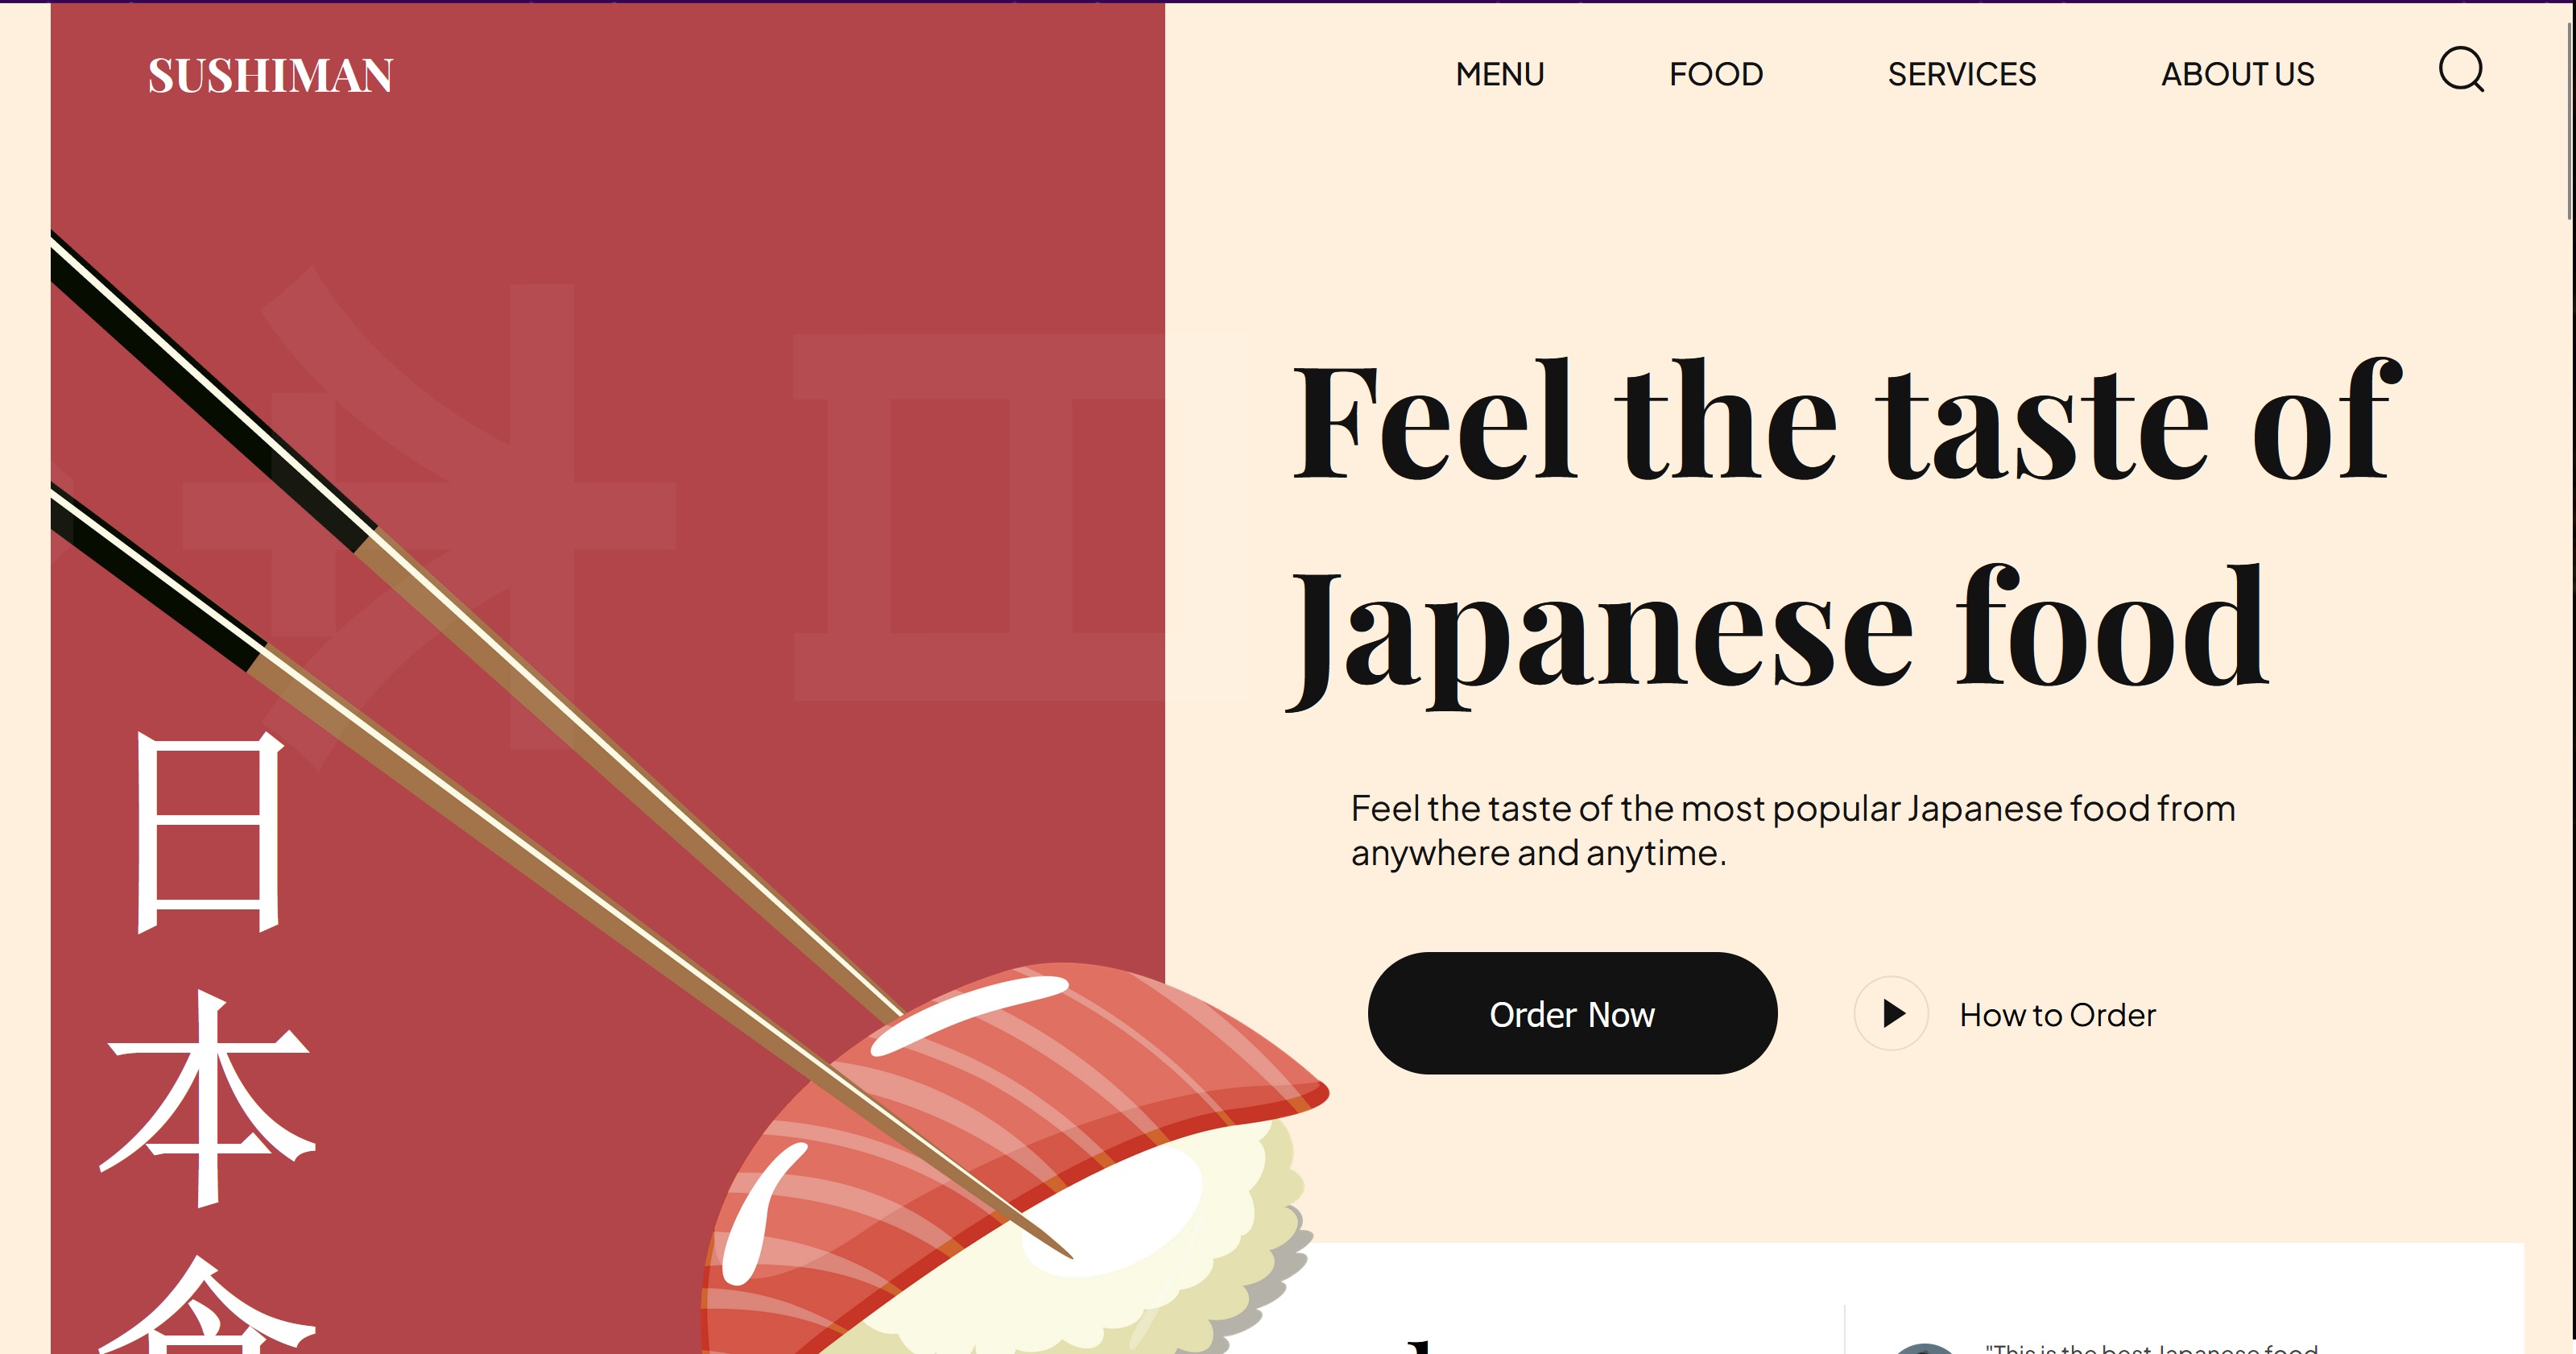 SUSHIMAN
MENU
FOOD
SERVICES
ABOUT US
Feel the taste of
Japanese food
Feel the taste of the most popular Japanese food from
anywhere and anytime.
Order Now
How to Order
日
本
食
"This is the best Japanese food